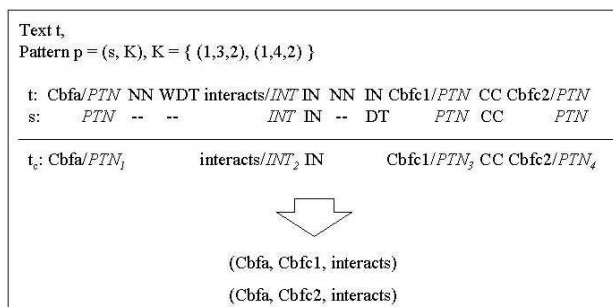 Text t,
Pattern p = (s, K), K = { (1,3,2), (1,4,2) }
t: Cbfa/PTN NN WDT interacts/INT IN NN IN Cbfc1/PTN CC Cbfc2/PTN
s: PTN -- -- INT IN -- DT PTN CC PTN
tc: Cbfa/PTN1 interacts/INT2 IN Cbfc1/PTN3 CC Cbfc2/PTN4
(Cbfa, Cbfc1, interacts)
(Cbfa, Cbfc2, interacts)